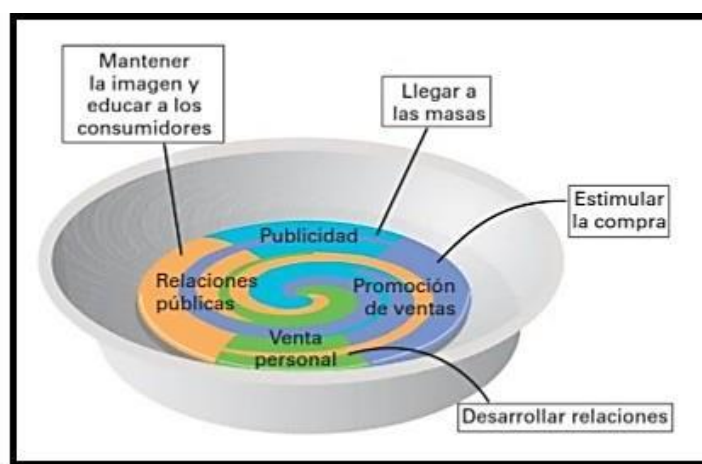 Mantener
la imagen y
educar a los
consumidores
Llegar a
las masas
Estimular
la compra
Publicidad
Relaciones
públicas
Promoción
de ventas
Venta
personal
Desarrollar relaciones